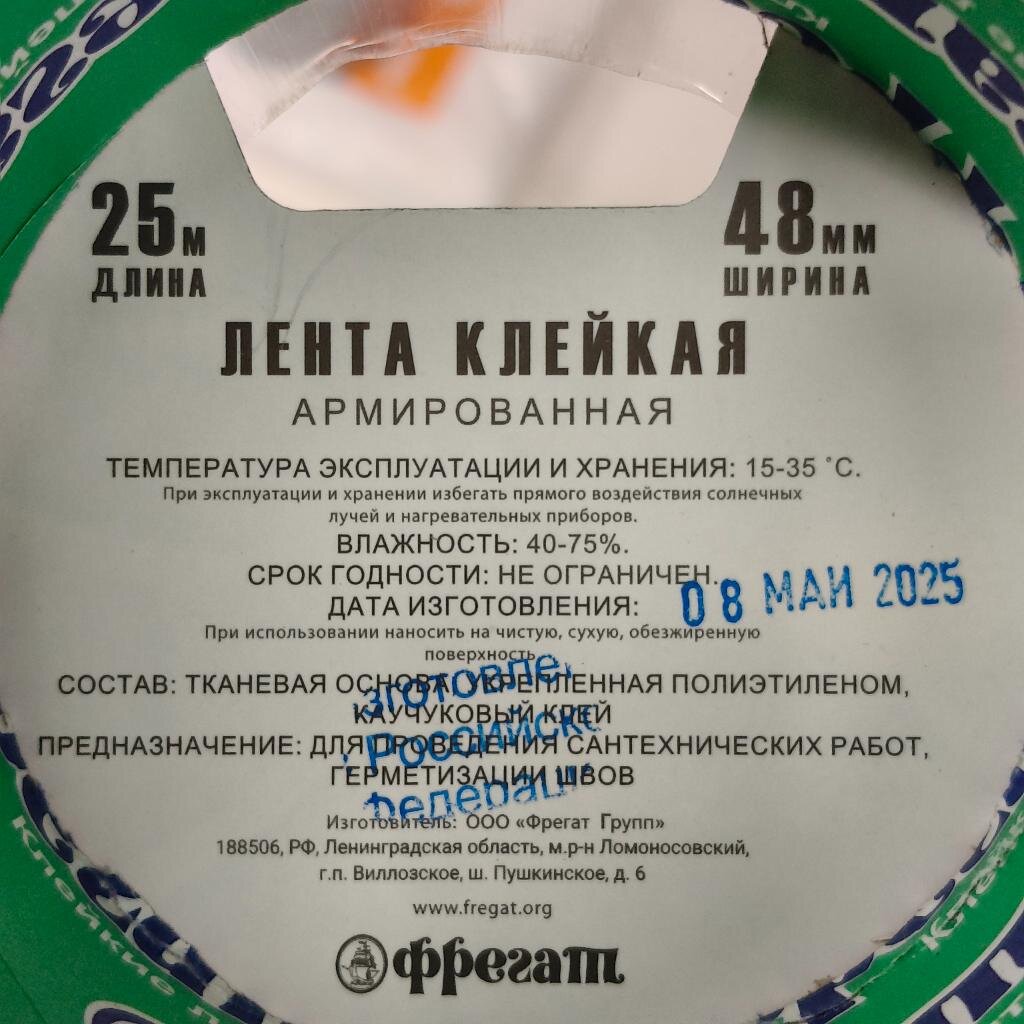 25м
ДЛИНА
48мм
ШИРИНА
ЛЕНТА КЛЕЙКАЯ
АРМИРОВАННАЯ
ТЕМПЕРАТУРА ЭКСПЛУАТАЦИИ И ХРАНЕНИЯ: 15-35 °С.
При эксплуатации и хранении избегать прямого воздействия солнечных
лучей и нагревательных приборов.
ВЛАЖНОСТЬ: 40-75%.
СРОК ГОДНОСТИ: НЕ ОГРАНИЧЕН.
ДАТА ИЗГОТОВЛЕНИЯ: 08 МАЙ 2025
При использовании наносить на чистую, сухую, обезжиренную
поверхность.
СОСТАВ: ТКАНЕВАЯ ОСНОВА, УКРЕПЛЕННАЯ ПОЛИЭТИЛЕНОМ,
КАУЧУКОВЫЙ КЛЕЙ
ПРЕДНАЗНАЧЕНИЕ: ДЛЯ ПРОВЕДЕНИЯ САНТЕХНИЧЕСКИХ РАБОТ,
ГЕРМЕТИЗАЦИИ ШВОВ
Изготовитель: ООО «Фрегат Групп»
188506, РФ, Ленинградская область, м.р-н Ломоносовский,
г.п. Виллозское, ш. Пушкинское, д. 6
www.fregat.org
Фрегат
Клейкие